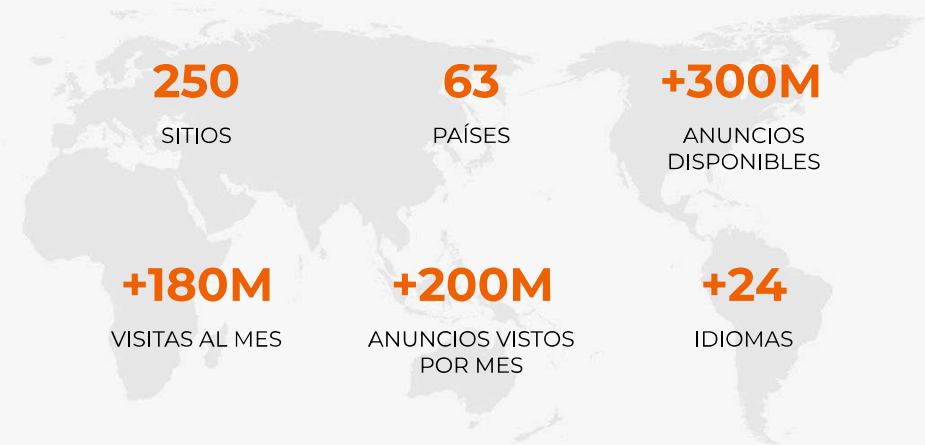 250
SITIOS
63
PAÍSES
+300M
ANUNCIOS
DISPONIBLES
+180M
VISITAS AL MES
+200M
ANUNCIOS VISTOS
POR MES
+24
IDIOMAS